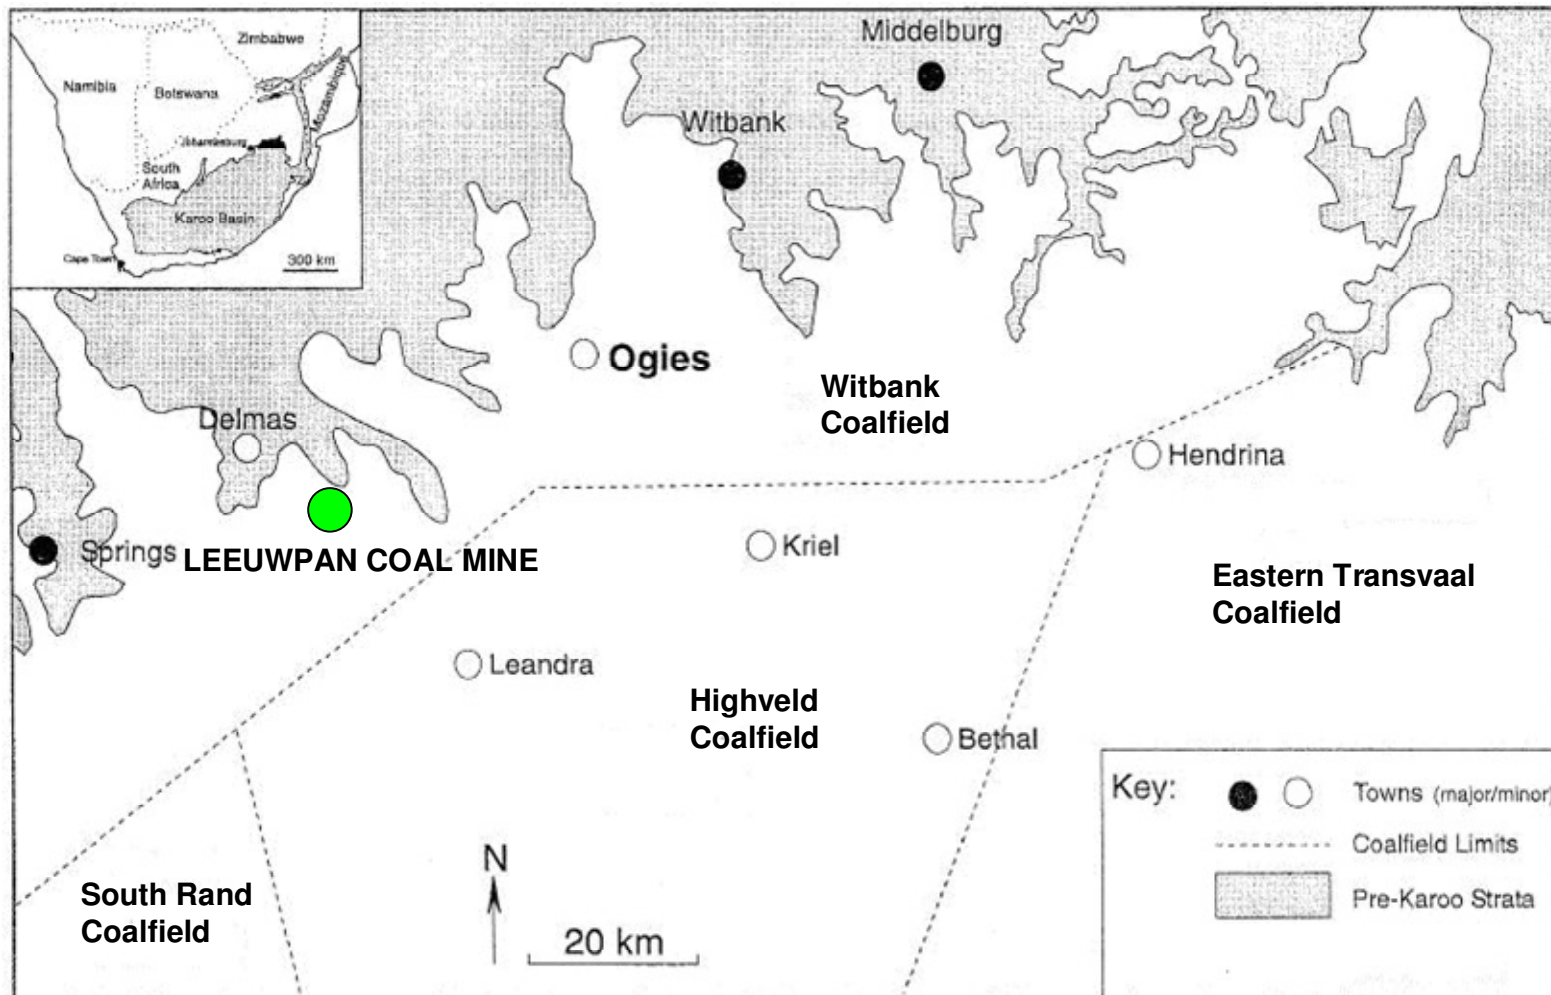 Zimbabwe
Namibia
Botswana
Mozambique
Johannesburg
South
Africa
Karoo Basin
Cape Town
300 km
Middelburg
Witbank
Ogies
Witbank
Coalfield
Delmas
Hendrina
Springs
LEEUWPAN COAL MINE
Kriel
Eastern Transvaal
Coalfield
Leandra
Highveld
Coalfield
Bethal
South Rand
Coalfield
N
20 km
Key:
Towns (major/minor)
Coalfield Limits
Pre-Karoo Strata